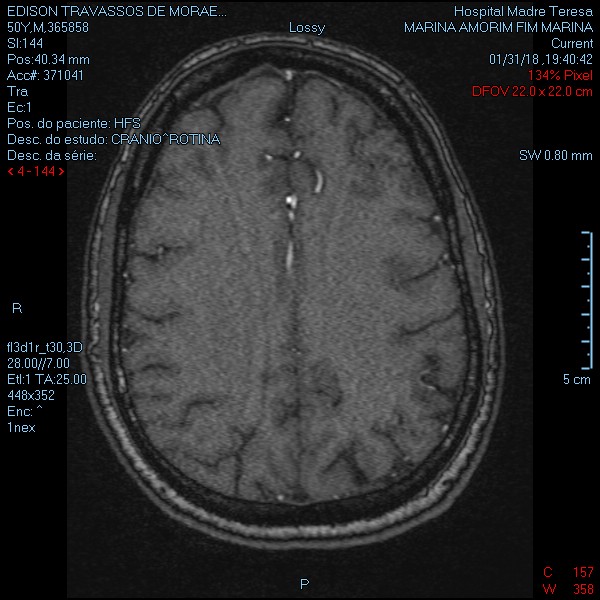 EDISON TRAVASSOS DE MORAE...
50Y,M,365858
Sl:144
Pos:40.34 mm
Acc#: 371041
Tra
Ec:1
Pos. do paciente: HFS
Desc. do estudo: CRANIO^ROTINA
Desc. da série:
< 4 - 144 >
Lossy
Hospital Madre Teresa
MARINA AMORIM FIM MARINA
Current
01/31/18 ,19:40:42
134% Pixel
DFOV 22.0 x 22.0 cm
SW 0.80 mm
R
5 cm
fl3d1r_t30,3D
28.00//7.00
Etl:1 TA:25.00
448x352
Enc: ^
1nex
P
C 157
W 358